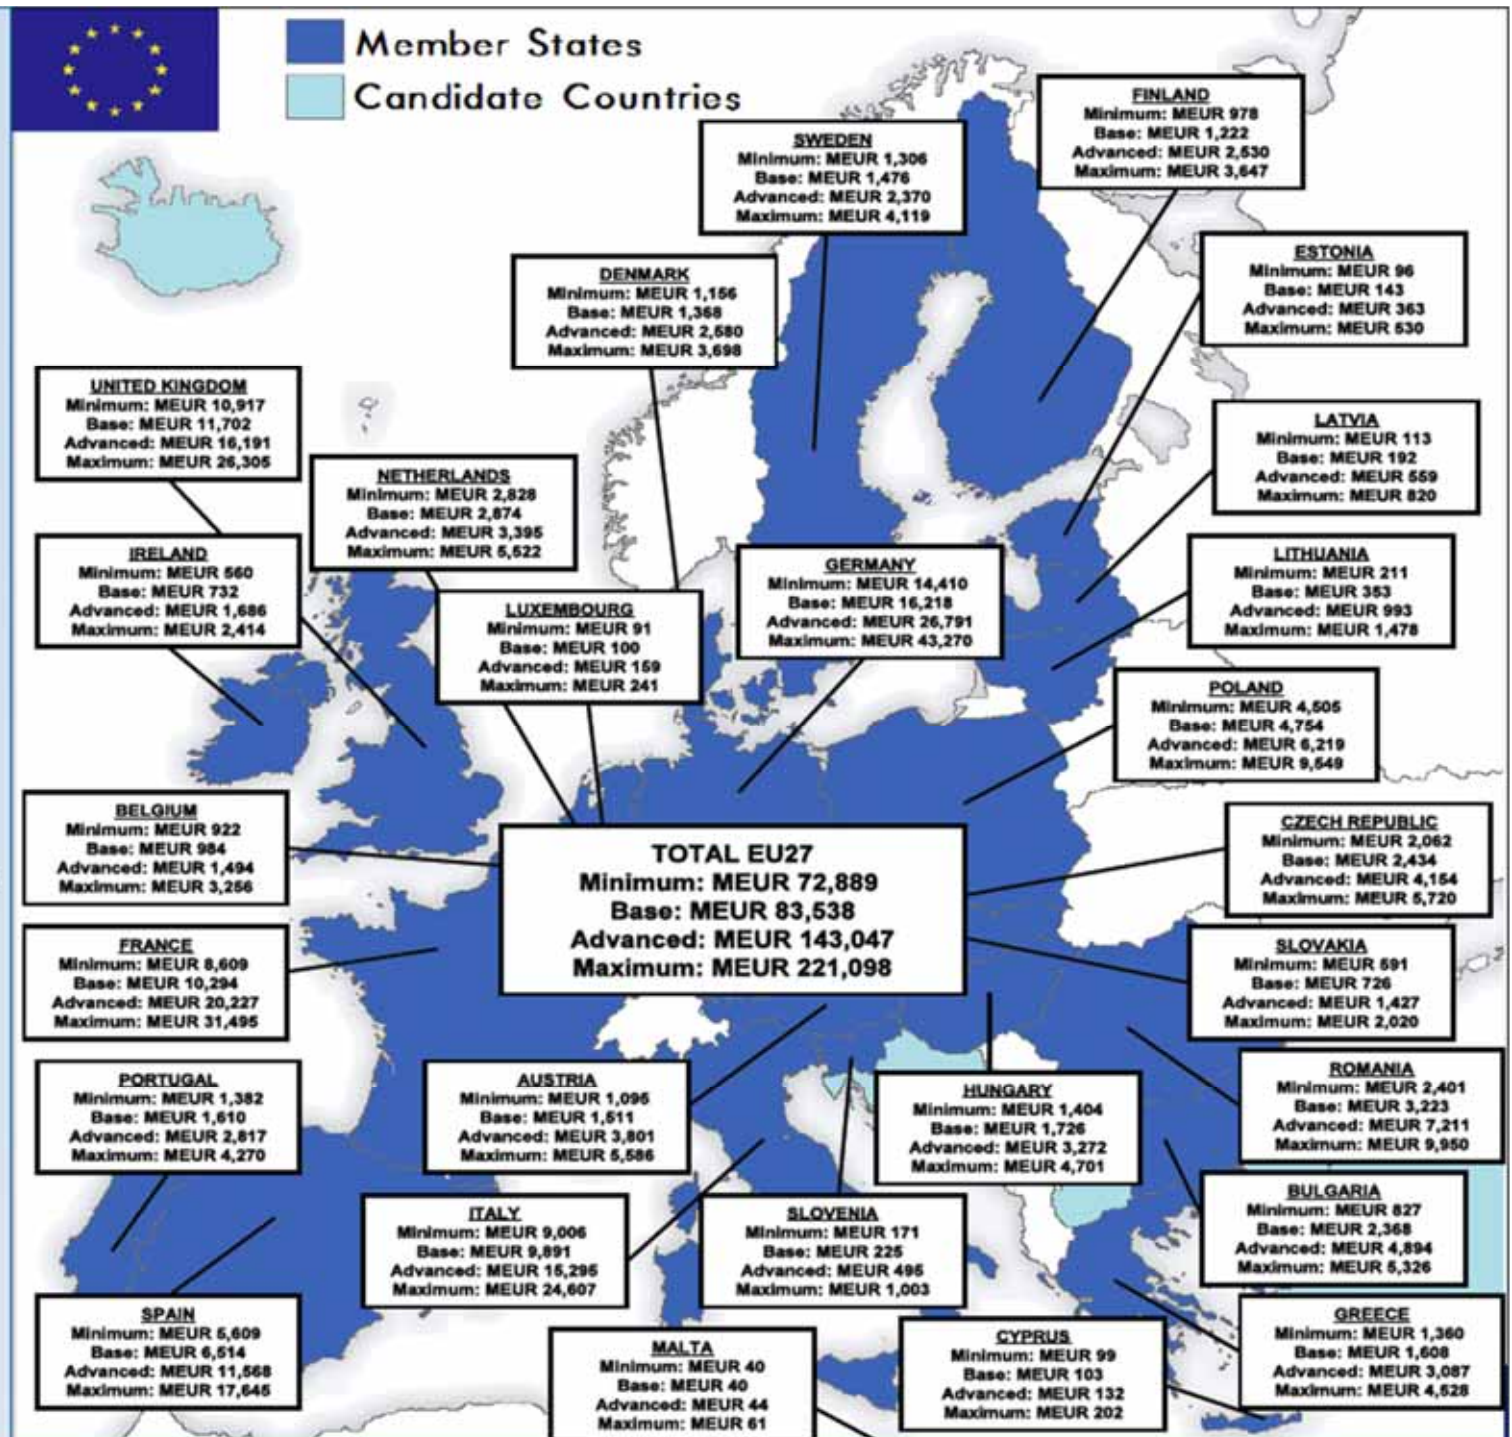 Member States
Candidate Countries
FINLAND
Minimum: MEUR 978
Base: MEUR 1,222
Advanced: MEUR 2,530
Maximum: MEUR 3,647
SWEDEN
Minimum: MEUR 1,306
Base: MEUR 1,476
Advanced: MEUR 2,370
Maximum: MEUR 4,119
ESTONIA
Minimum: MEUR 96
Base: MEUR 143
Advanced: MEUR 363
Maximum: MEUR 530
DENMARK
Minimum: MEUR 1,156
Base: MEUR 1,368
Advanced: MEUR 2,580
Maximum: MEUR 3,698
UNITED KINGDOM
Minimum: MEUR 10,917
Base: MEUR 11,702
Advanced: MEUR 16,191
Maximum: MEUR 26,305
LATVIA
Minimum: MEUR 113
Base: MEUR 192
Advanced: MEUR 559
Maximum: MEUR 820
NETHERLANDS
Minimum: MEUR 2,828
Base: MEUR 2,874
Advanced: MEUR 3,395
Maximum: MEUR 5,522
IRELAND
Minimum: MEUR 560
Base: MEUR 732
Advanced: MEUR 1,686
Maximum: MEUR 2,414
GERMANY
Minimum: MEUR 14,410
Base: MEUR 16,218
Advanced: MEUR 26,791
Maximum: MEUR 43,270
LITHUANIA
Minimum: MEUR 211
Base: MEUR 353
Advanced: MEUR 993
Maximum: MEUR 1,478
LUXEMBOURG
Minimum: MEUR 91
Base: MEUR 100
Advanced: MEUR 159
Maximum: MEUR 241
POLAND
Minimum: MEUR 4,505
Base: MEUR 4,754
Advanced: MEUR 6,219
Maximum: MEUR 9,549
BELGIUM
Minimum: MEUR 922
Base: MEUR 984
Advanced: MEUR 1,494
Maximum: MEUR 3,256
TOTAL EU27
Minimum: MEUR 72,889
Base: MEUR 83,538
Advanced: MEUR 143,047
Maximum: MEUR 221,098
CZECH REPUBLIC
Minimum: MEUR 2,062
Base: MEUR 2,434
Advanced: MEUR 4,154
Maximum: MEUR 5,720
FRANCE
Minimum: MEUR 8,609
Base: MEUR 10,294
Advanced: MEUR 20,227
Maximum: MEUR 31,495
SLOVAKIA
Minimum: MEUR 591
Base: MEUR 726
Advanced: MEUR 1,427
Maximum: MEUR 2,020
PORTUGAL
Minimum: MEUR 1,382
Base: MEUR 1,610
Advanced: MEUR 2,817
Maximum: MEUR 4,270
AUSTRIA
Minimum: MEUR 1,095
Base: MEUR 1,511
Advanced: MEUR 3,801
Maximum: MEUR 5,586
HUNGARY
Minimum: MEUR 1,404
Base: MEUR 1,726
Advanced: MEUR 3,272
Maximum: MEUR 4,701
ROMANIA
Minimum: MEUR 2,401
Base: MEUR 3,223
Advanced: MEUR 7,211
Maximum: MEUR 9,950
ITALY
Minimum: MEUR 9,006
Base: MEUR 9,891
Advanced: MEUR 15,295
Maximum: MEUR 24,607
SLOVENIA
Minimum: MEUR 171
Base: MEUR 225
Advanced: MEUR 495
Maximum: MEUR 1,003
BULGARIA
Minimum: MEUR 827
Base: MEUR 2,368
Advanced: MEUR 4,894
Maximum: MEUR 5,326
SPAIN
Minimum: MEUR 5,609
Base: MEUR 6,514
Advanced: MEUR 11,568
Maximum: MEUR 17,645
MALTA
Minimum: MEUR 40
Base: MEUR 40
Advanced: MEUR 44
Maximum: MEUR 61
CYPRUS
Minimum: MEUR 99
Base: MEUR 103
Advanced: MEUR 132
Maximum: MEUR 202
GREECE
Minimum: MEUR 1,360
Base: MEUR 1,608
Advanced: MEUR 3,087
Maximum: MEUR 4,528